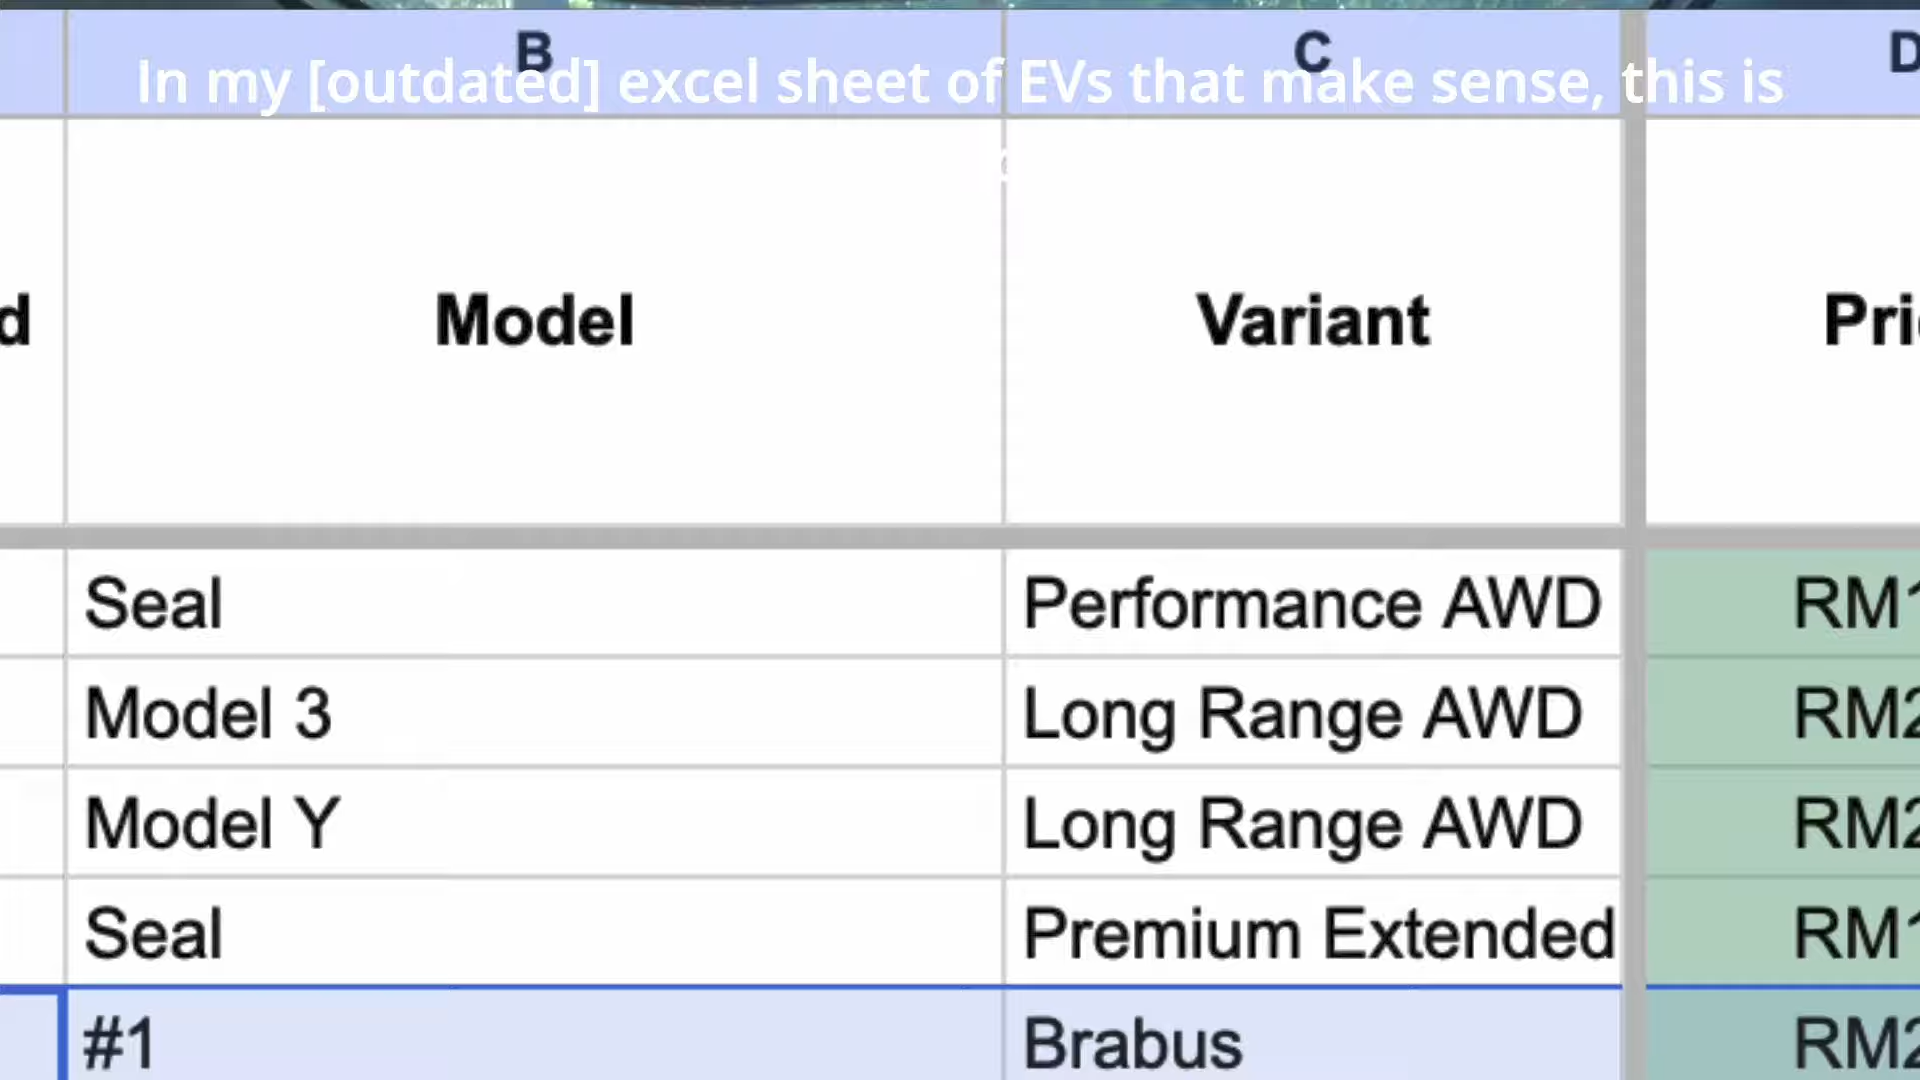 B C D
In my [outdated] excel sheet of EVs that make sense, this is
Model Variant
Seal Performance AWD
Model 3 Long Range AWD
Model Y Long Range AWD
Seal Premium Extended
#1 Brabus